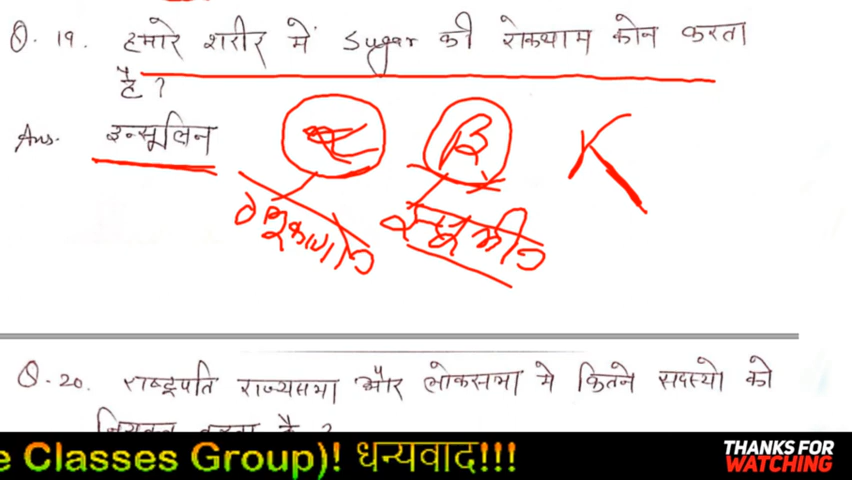 Q. 19. हमारे शरीर में sugar की रोकथाम कोन करता
है ?
Ans. इन्सूलिन
α β K
Q. 20. राष्ट्रपति राज्यसभा और लोकसभा मे कितने सदस्यो को
e Classes Group)! धन्यवाद!!!
THANKS FOR
WATCHING